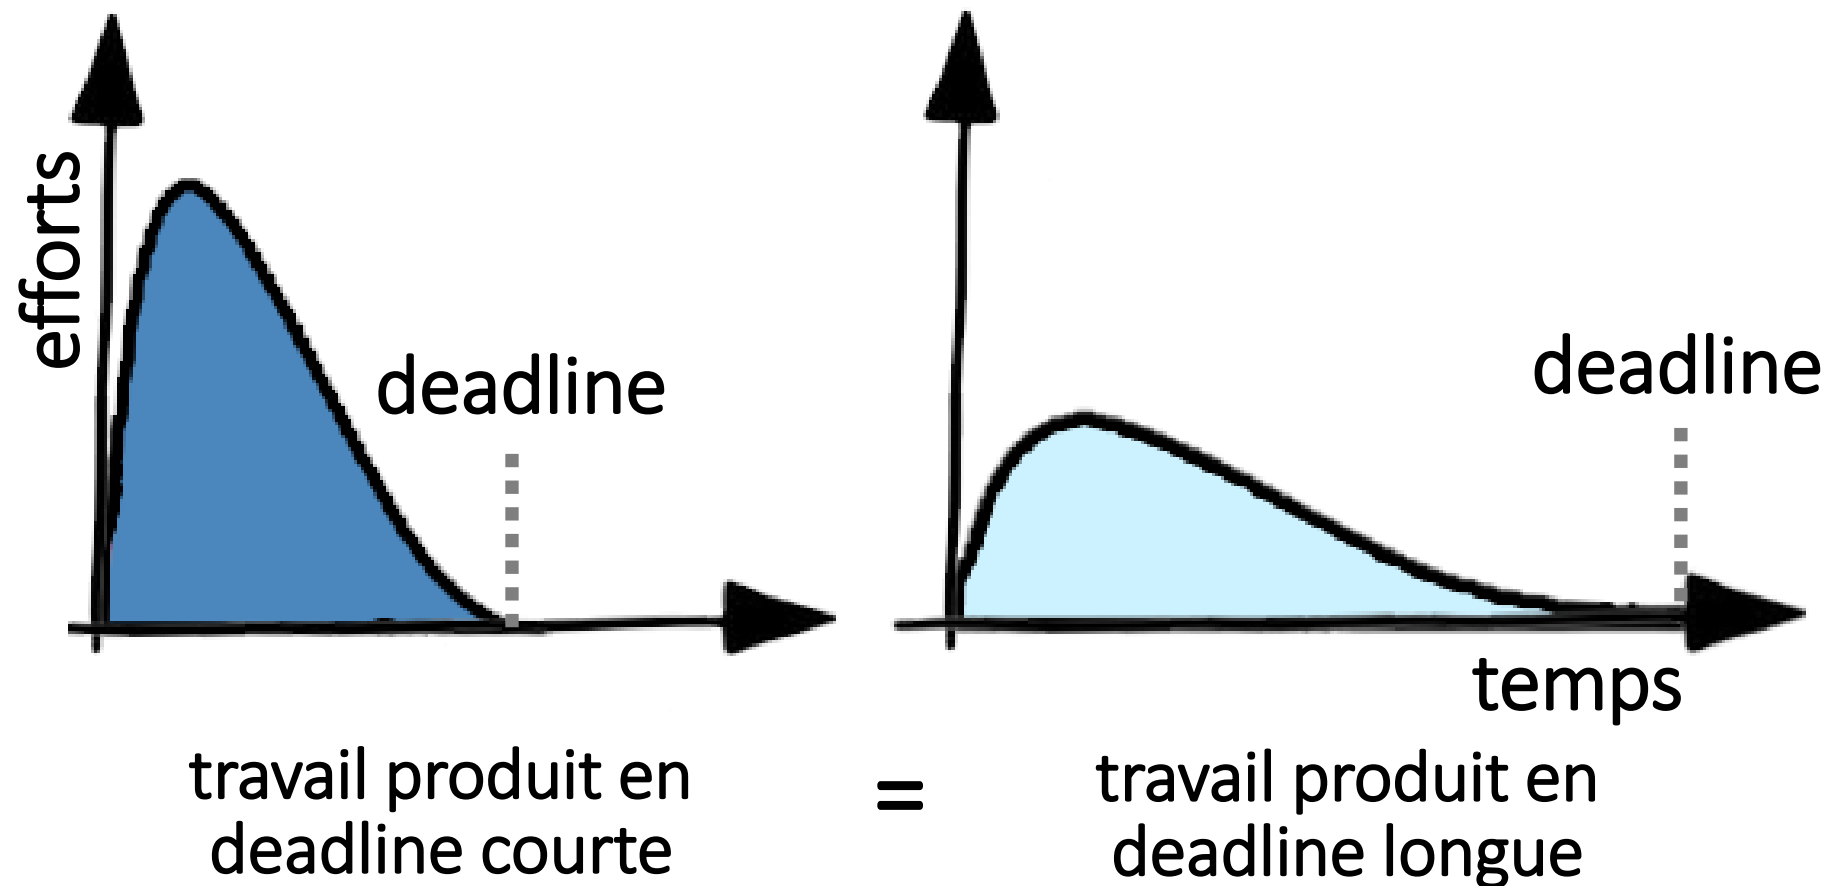 efforts
deadline
deadline
temps
travail produit en
deadline courte
=
travail produit en
deadline longue